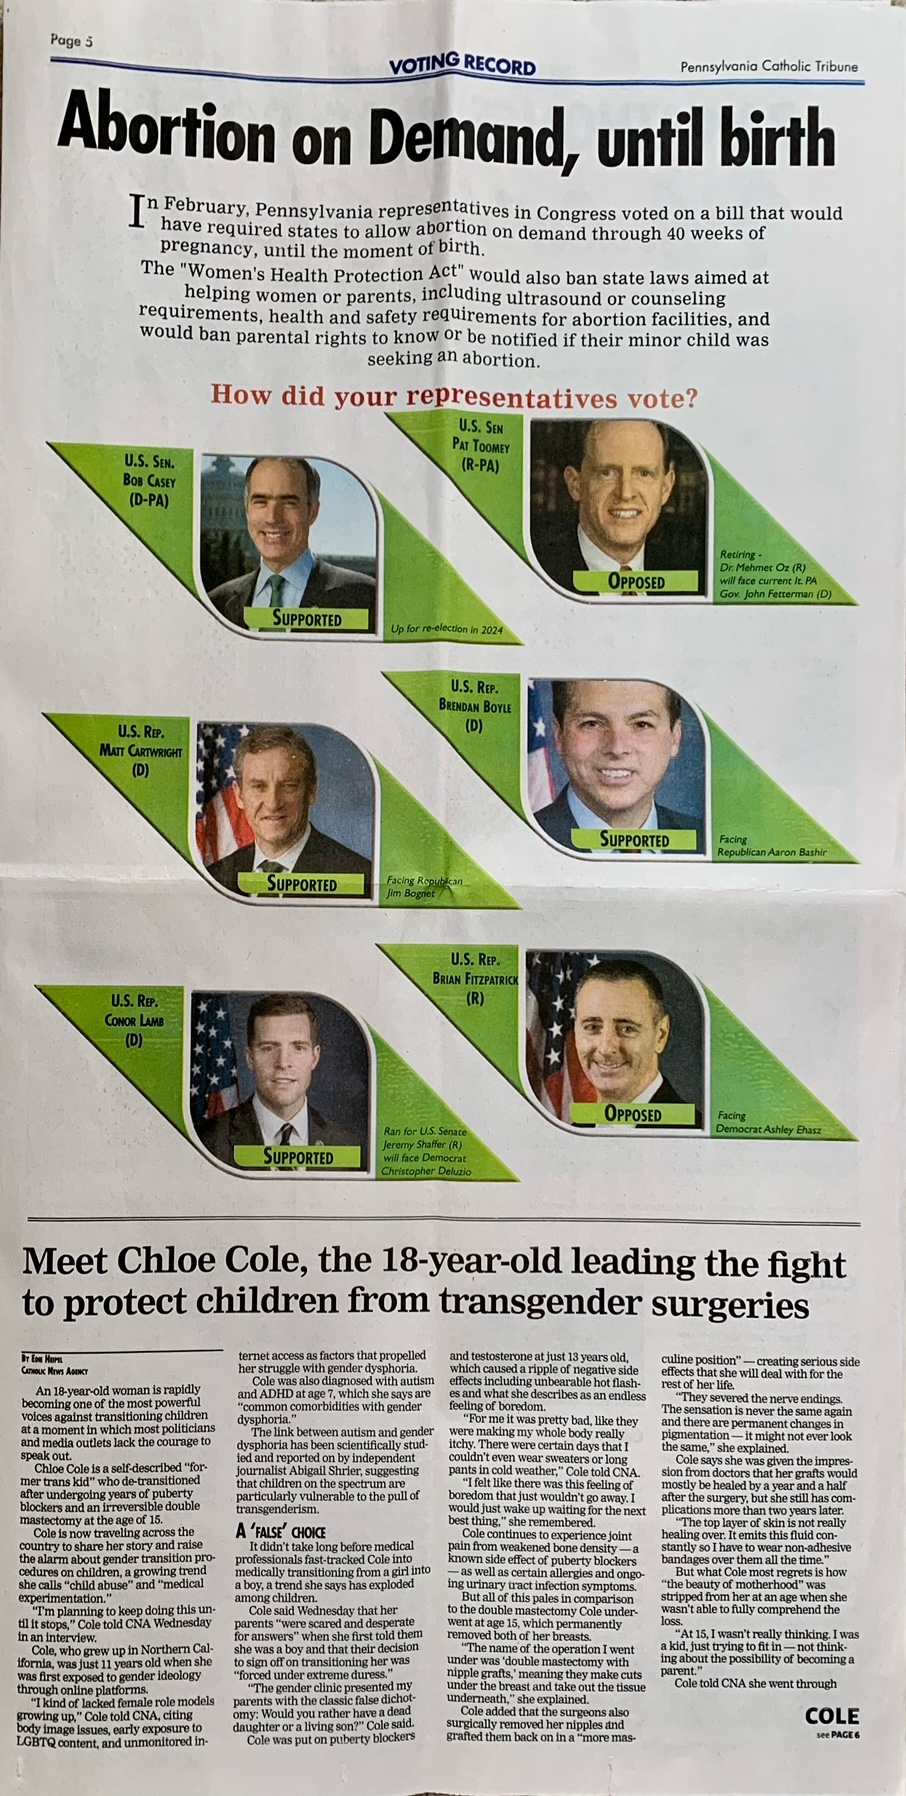 Page 5
VOTING RECORD
Pennsylvania Catholic Tribune
Abortion on Demand, until birth
In February, Pennsylvania representatives in Congress voted on a bill that would
have required states to allow abortion on demand through 40 weeks of
pregnancy, until the moment of birth.
The "Women's Health Protection Act" would also ban state laws aimed at
helping women or parents, including ultrasound or counseling
requirements, health and safety requirements for abortion facilities, and
would ban parental rights to know or be notified if their minor child was
seeking an abortion.
How did your representatives vote?
U.S. SEN.
BOB CASEY
(D-PA)
SUPPORTED
Up for re-election in 2024
U.S. SEN
PAT TOOMEY
(R-PA)
OPPOSED
Retiring -
Dr. Mehmet Oz (R)
will face current lt. PA
Gov. John Fetterman (D)
U.S. REP.
MATT CARTWRIGHT
(D)
SUPPORTED
Facing Republican
Jim Bognet
U.S. REP.
BRENDAN BOYLE
(D)
SUPPORTED
Facing
Republican Aaron Bashir
U.S. REP.
CONOR LAMB
(D)
SUPPORTED
Ran for U.S. Senate
Jeremy Shaffer (R)
will face Democrat
Christopher Deluzio
U.S. REP.
BRIAN FITZPATRICK
(R)
OPPOSED
Facing
Democrat Ashley Ehasz
Meet Chloe Cole, the 18-year-old leading the fight
to protect children from transgender surgeries
BY EDIE HEIPEL
CATHOLIC NEWS AGENCY
An 18-year-old woman is rapidly
becoming one of the most powerful
voices against transitioning children
at a moment in which most politicians
and media outlets lack the courage to
speak out.
Chloe Cole is a self-described "for-
mer trans kid" who de-transitioned
after undergoing years of puberty
blockers and an irreversible double
mastectomy at the age of 15.
Cole is now traveling across the
country to share her story and raise
the alarm about gender transition pro-
cedures on children, a growing trend
she calls "child abuse" and "medical
experimentation."
"I'm planning to keep doing this un-
til it stops," Cole told CNA Wednesday
in an interview.
Cole, who grew up in Northern Cal-
ifornia, was just 11 years old when she
was first exposed to gender ideology
through online platforms.
"I kind of lacked female role models
growing up," Cole told CNA, citing
body image issues, early exposure to
LGBTQ content, and unmonitored in-
ternet access as factors that propelled
her struggle with gender dysphoria.
Cole was also diagnosed with autism
and ADHD at age 7, which she says are
"common comorbidities with gender
dysphoria."
The link between autism and gender
dysphoria has been scientifically stud-
ied and reported on by independent
journalist Abigail Shrier, suggesting
that children on the spectrum are
particularly vulnerable to the pull of
transgenderism.
A 'FALSE' CHOICE
It didn't take long before medical
professionals fast-tracked Cole into
medically transitioning from a girl into
a boy, a trend she says has exploded
among children.
Cole said Wednesday that her
parents "were scared and desperate
for answers" when she first told them
she was a boy and that their decision
to sign off on transitioning her was
"forced under extreme duress."
"The gender clinic presented my
parents with the classic false dichot-
omy: Would you rather have a dead
daughter or a living son?" Cole said.
Cole was put on puberty blockers
and testosterone at just 13 years old,
which caused a ripple of negative side
effects including unbearable hot flash-
es and what she describes as an endless
feeling of boredom.
"For me it was pretty bad, like they
were making my whole body really
itchy. There were certain days that I
couldn't even wear sweaters or long
pants in cold weather," Cole told CNA.
"I felt like there was this feeling of
boredom that just wouldn't go away. I
would just wake up waiting for the next
best thing," she remembered.
Cole continues to experience joint
pain from weakened bone density — a
known side effect of puberty blockers
— as well as certain allergies and ongo-
ing urinary tract infection symptoms.
But all of this pales in comparison
to the double mastectomy Cole under-
went at age 15, which permanently
removed both of her breasts.
"The name of the operation I went
under was 'double mastectomy with
nipple grafts,' meaning they make cuts
under the breast and take out the tissue
underneath," she explained.
Cole added that the surgeons also
surgically removed her nipples and
grafted them back on in a "more mas-
culine position" — creating serious side
effects that she will deal with for the
rest of her life.
"They severed the nerve endings.
The sensation is never the same again
and there are permanent changes in
pigmentation — it might not ever look
the same," she explained.
Cole says she was given the impres-
sion from doctors that her grafts would
mostly be healed by a year and a half
after the surgery, but she still has com-
plications more than two years later.
"The top layer of skin is not really
healing over. It emits this fluid con-
stantly so I have to wear non-adhesive
bandages over them all the time."
But what Cole most regrets is how
"the beauty of motherhood" was
stripped from her at an age when she
wasn't able to fully comprehend the
loss.
"At 15, I wasn't really thinking. I was
a kid, just trying to fit in — not think-
ing about the possibility of becoming a
parent."
Cole told CNA she went through
COLE
see PAGE 6